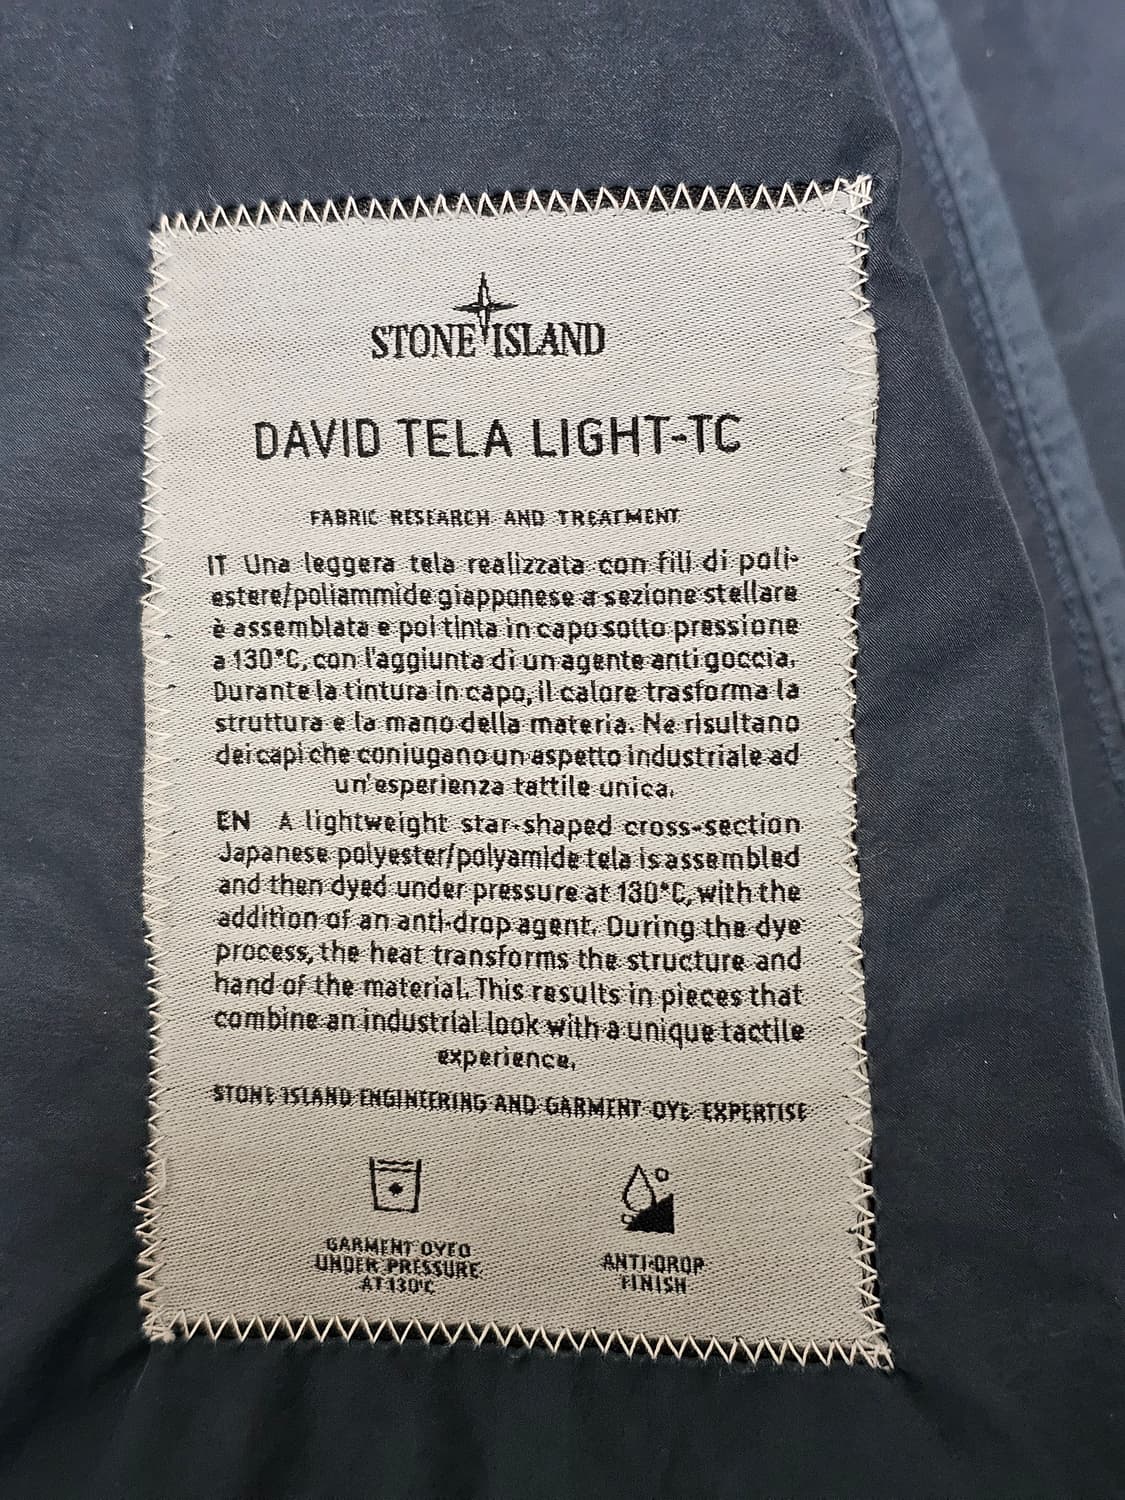 STONE ISLAND
DAVID TELA LIGHT-TC
FABRIC RESEARCH AND TREATMENT
IT Una leggera tela realizzata con fili di poli-
estere/poliammide giapponese a sezione stellare
è assemblata e poi tinta in capo sotto pressione
a 130°C, con l'aggiunta di un agente anti goccia.
Durante la tintura in capo, il calore trasforma la
struttura e la mano della materia. Ne risultano
dei capi che coniugano un aspetto industriale ad
un'esperienza tattile unica.
EN A lightweight star-shaped cross-section
Japanese polyester/polyamide tela is assembled
and then dyed under pressure at 130°C, with the
addition of an anti-drop agent. During the dye
process, the heat transforms the structure and
hand of the material. This results in pieces that
combine an industrial look with a unique tactile
experience.
STONE ISLAND ENGINEERING AND GARMENT DYE EXPERTISE
GARMENT DYED
UNDER PRESSURE
AT 130°C
ANTI-DROP
FINISH